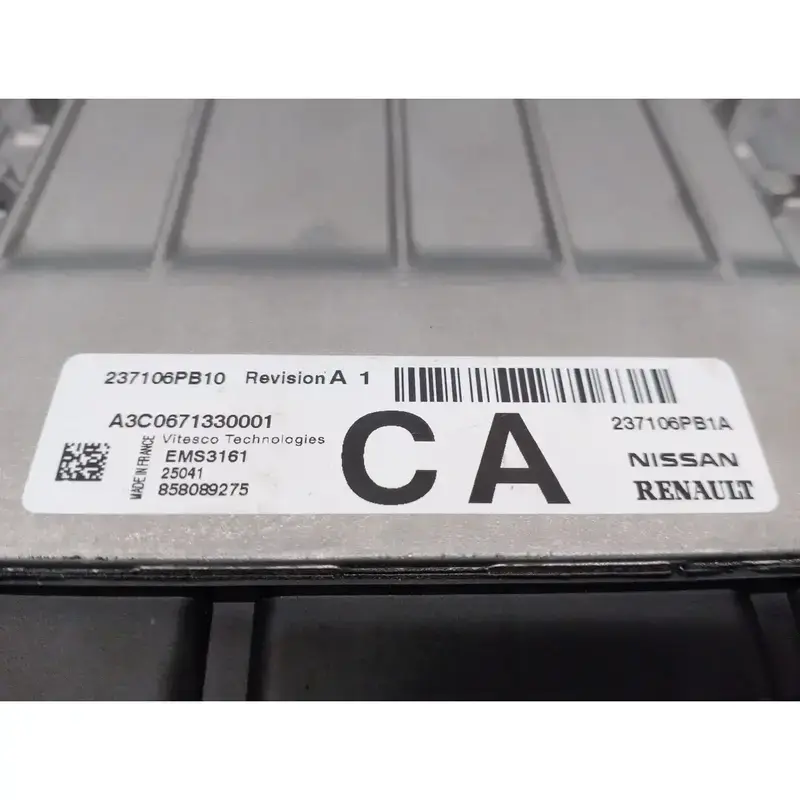 237106PB10 Revision A 1
A3C0671330001
Vitesco Technologies
EMS3161
25041
858089275
MADE IN FRANCE
CA
237106PB1A
NISSAN
RENAULT